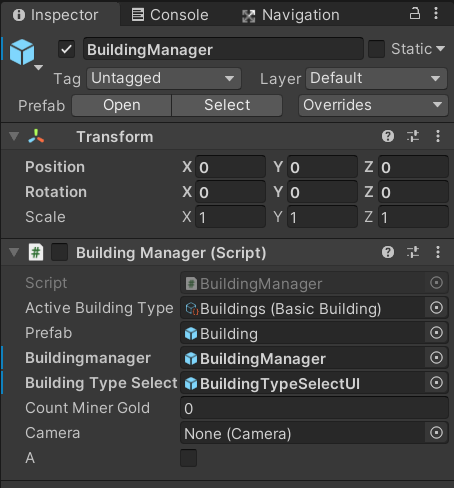 Inspector Console Navigation
BuildingManager Static
Tag Untagged Layer Default
Prefab Open Select Overrides
Transform
Position X 0 Y 0 Z 0
Rotation X 0 Y 0 Z 0
Scale X 1 Y 1 Z 1
# Building Manager (Script)
Script # BuildingManager
Active Building Type Buildings (Basic Building)
Prefab Building
Buildingmanager BuildingManager
Building Type Select BuildingTypeSelectUI
Count Miner Gold 0
Camera None (Camera)
A